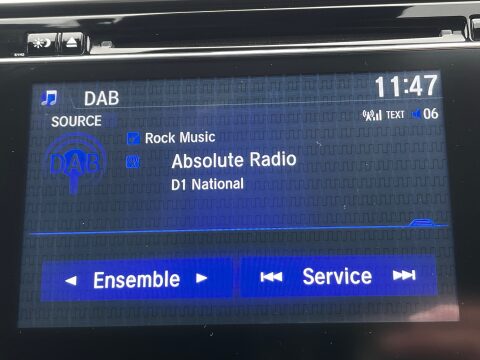 DAB
11:47
SOURCE
TEXT
06
DAB
Rock Music
Absolute Radio
D1 National
Ensemble
Service